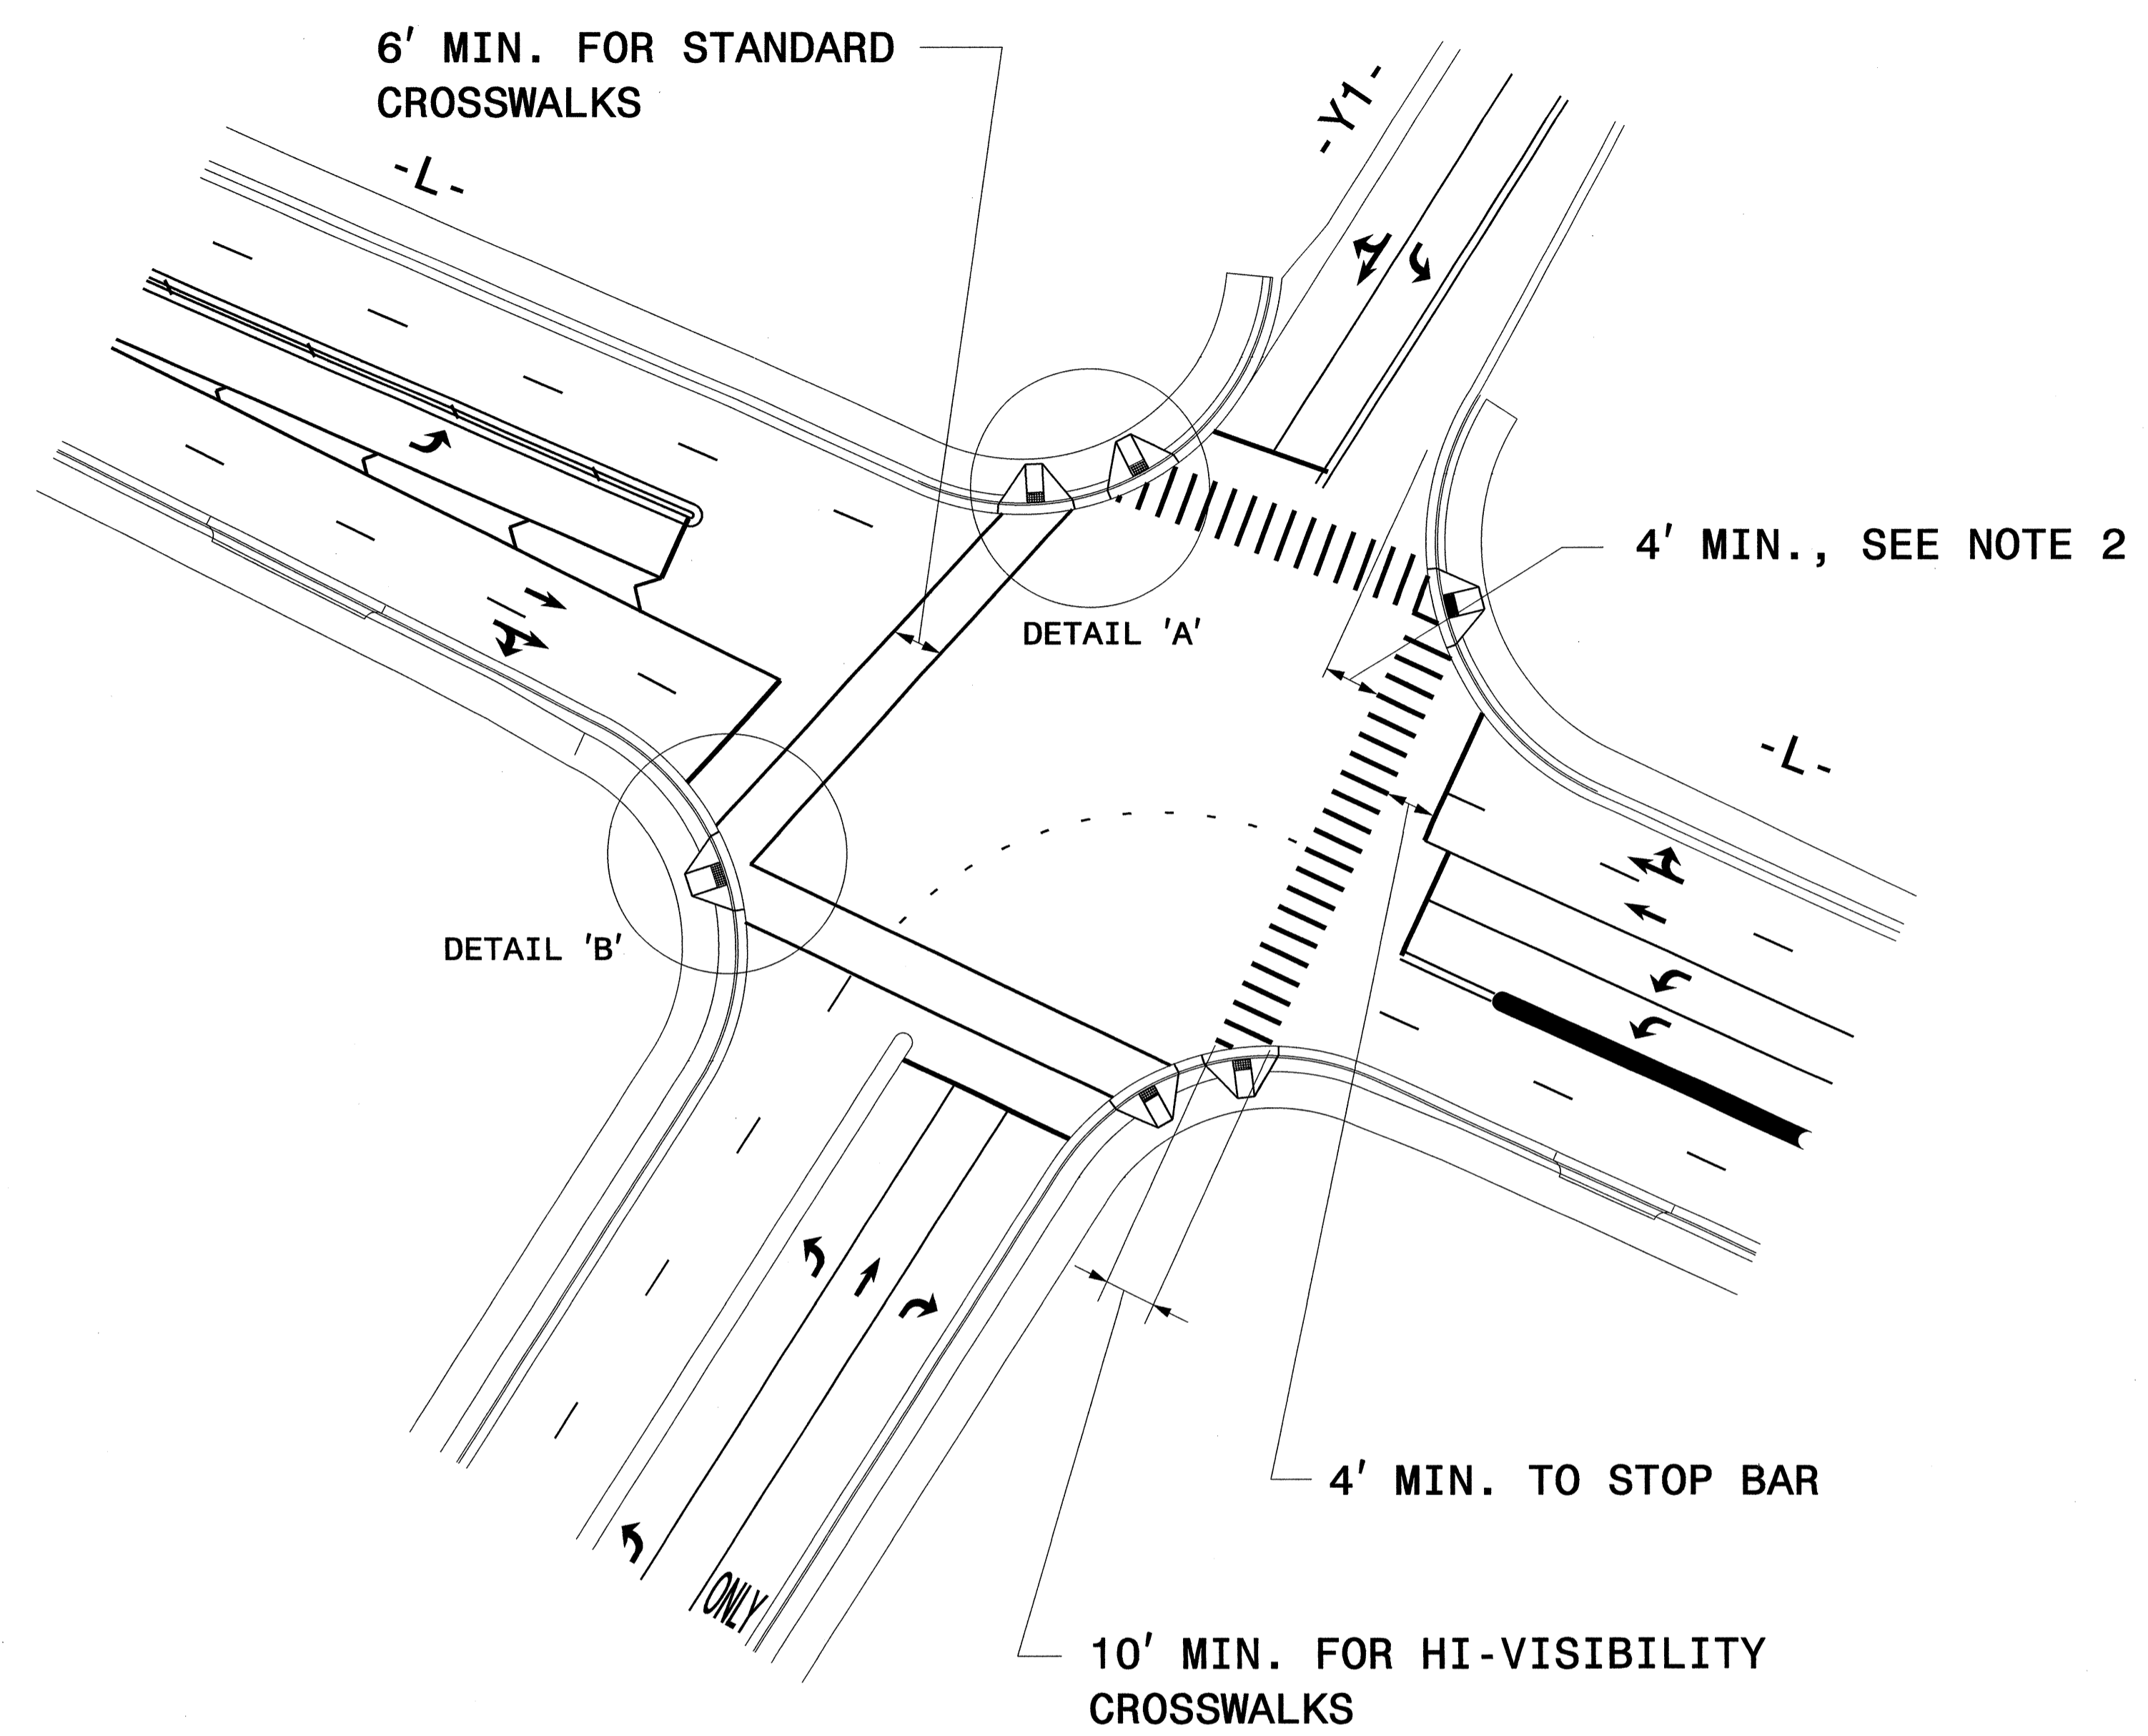 6' MIN. FOR STANDARD
CROSSWALKS
-Y1-
-L-
4' MIN., SEE NOTE 2
DETAIL 'A'
-L-
DETAIL 'B'
4' MIN. TO STOP BAR
ONLY
10' MIN. FOR HI-VISIBILITY
CROSSWALKS